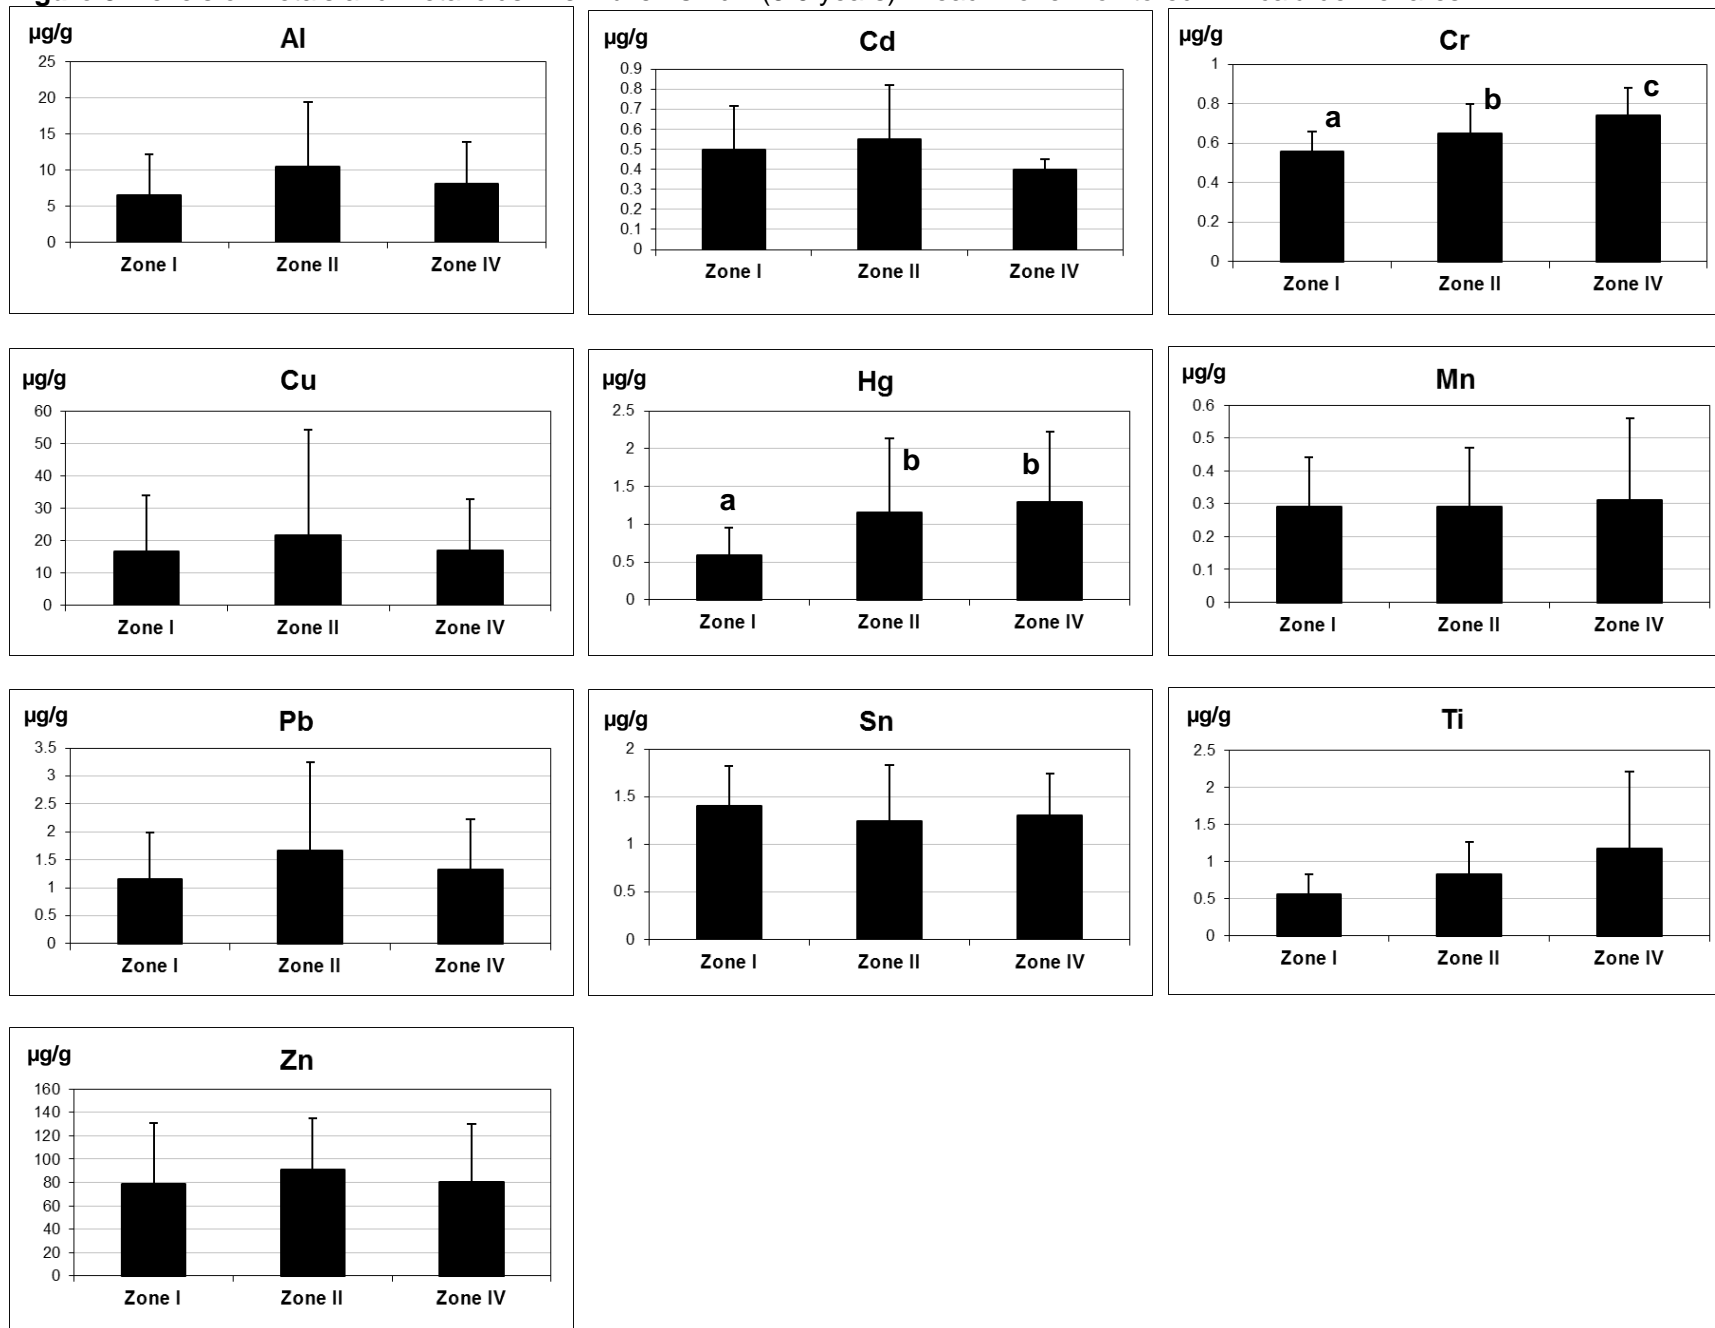 µg/g
Al
25
20
15
10
5
0
Zone I Zone II Zone IV
µg/g
Cd
0.9
0.8
0.7
0.6
0.5
0.4
0.3
0.2
0.1
0
Zone I Zone II Zone IV
µg/g
Cr
1
0.8
0.6
0.4
0.2
0
a b c
Zone I Zone II Zone IV
µg/g
Cu
60
50
40
30
20
10
0
Zone I Zone II Zone IV
µg/g
Hg
2.5
2
1.5
1
0.5
0
a b b
Zone I Zone II Zone IV
µg/g
Mn
0.6
0.5
0.4
0.3
0.2
0.1
0
Zone I Zone II Zone IV
µg/g
Pb
3.5
3
2.5
2
1.5
1
0.5
0
Zone I Zone II Zone IV
µg/g
Sn
2
1.5
1
0.5
0
Zone I Zone II Zone IV
µg/g
Ti
2.5
2
1.5
1
0.5
0
Zone I Zone II Zone IV
µg/g
Zn
160
140
120
100
80
60
40
20
0
Zone I Zone II Zone IV